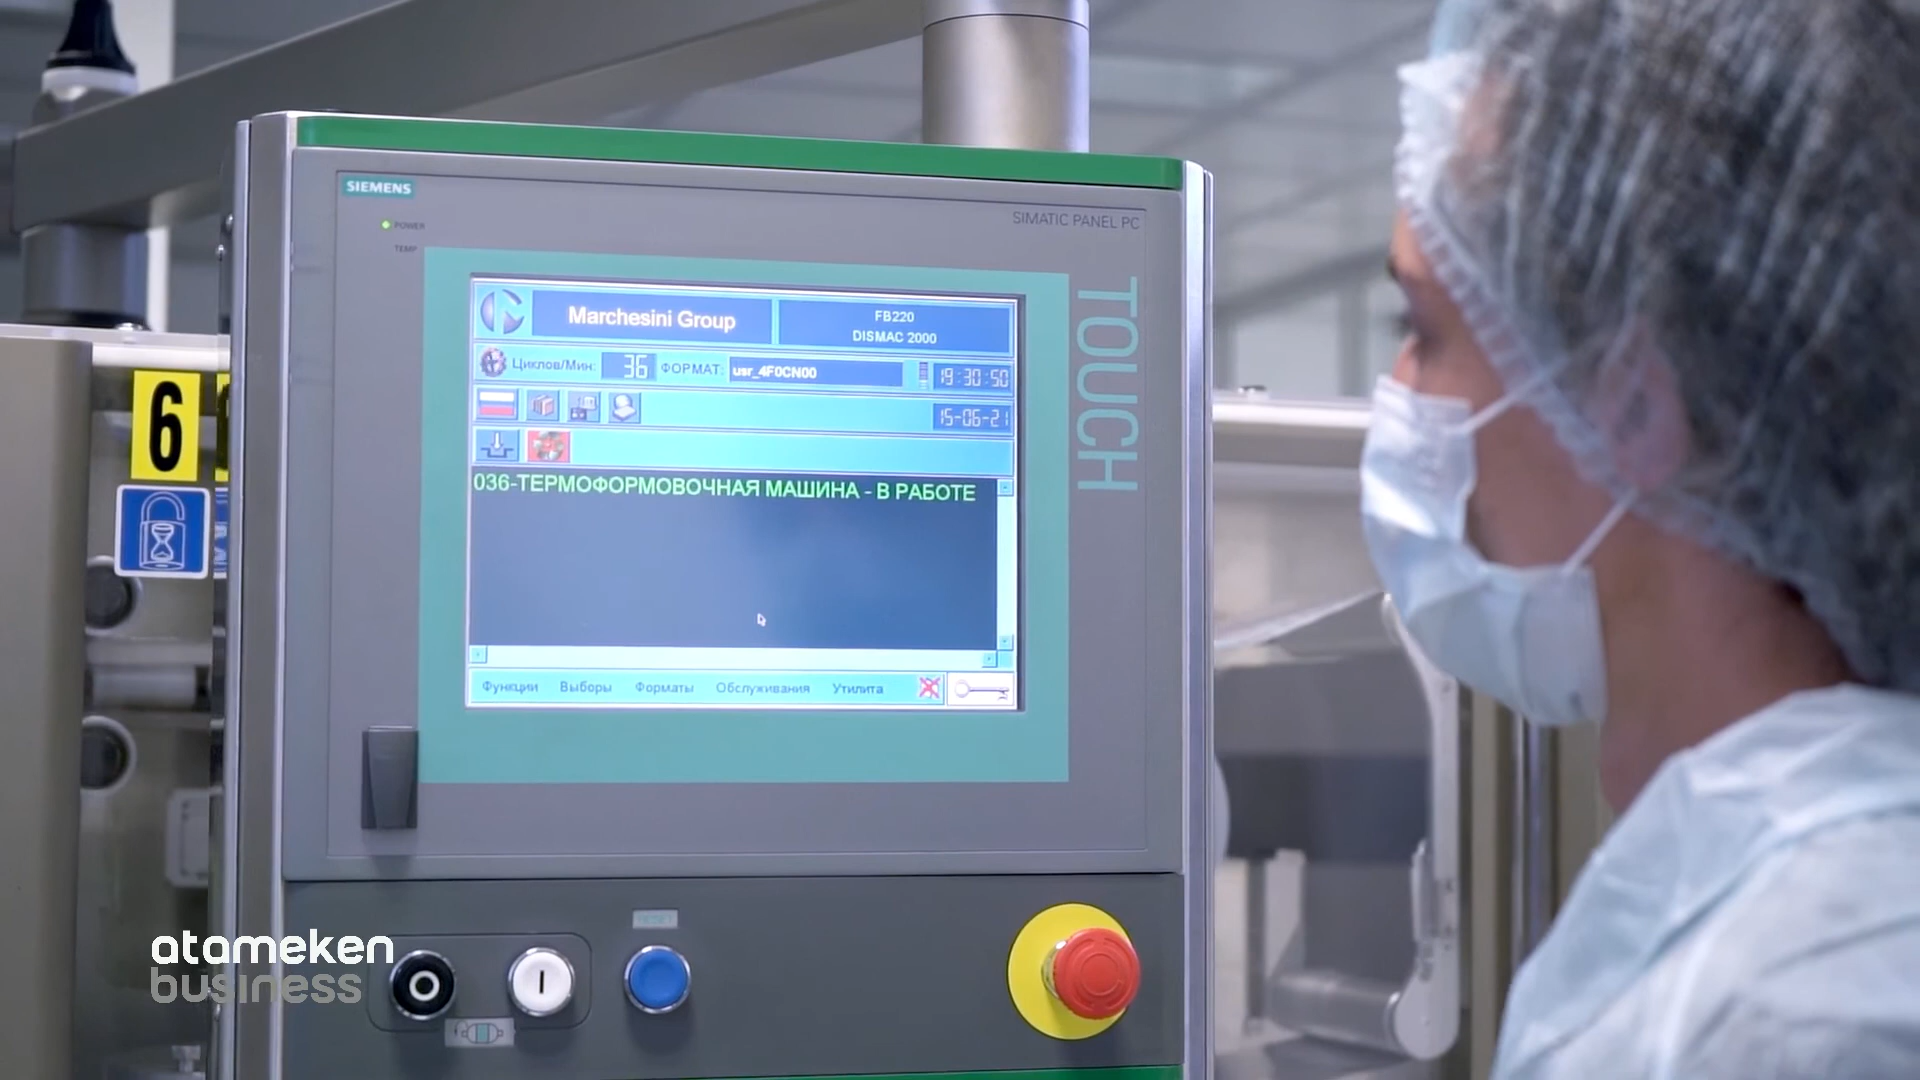 SIEMENS
POWER
TEMP
SIMATIC PANEL PC
TOUCH
Marchesini Group
FB220
DISMAC 2000
Циклов/Мин: 36 ФОРМАТ: usr_4F0CN00 19:30:50
15-06-21
036-ТЕРМОФОРМОВОЧНАЯ МАШИНА - В РАБОТЕ
Функции Выборы Форматы Обслуживания Утилита
6
RESET
atameken
business